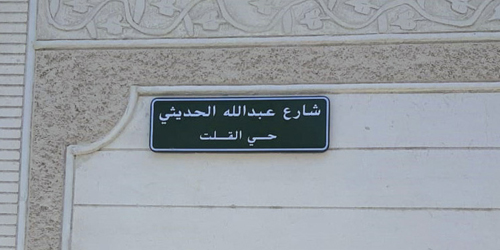 شارع عبدالله الحديثي
حي القلت